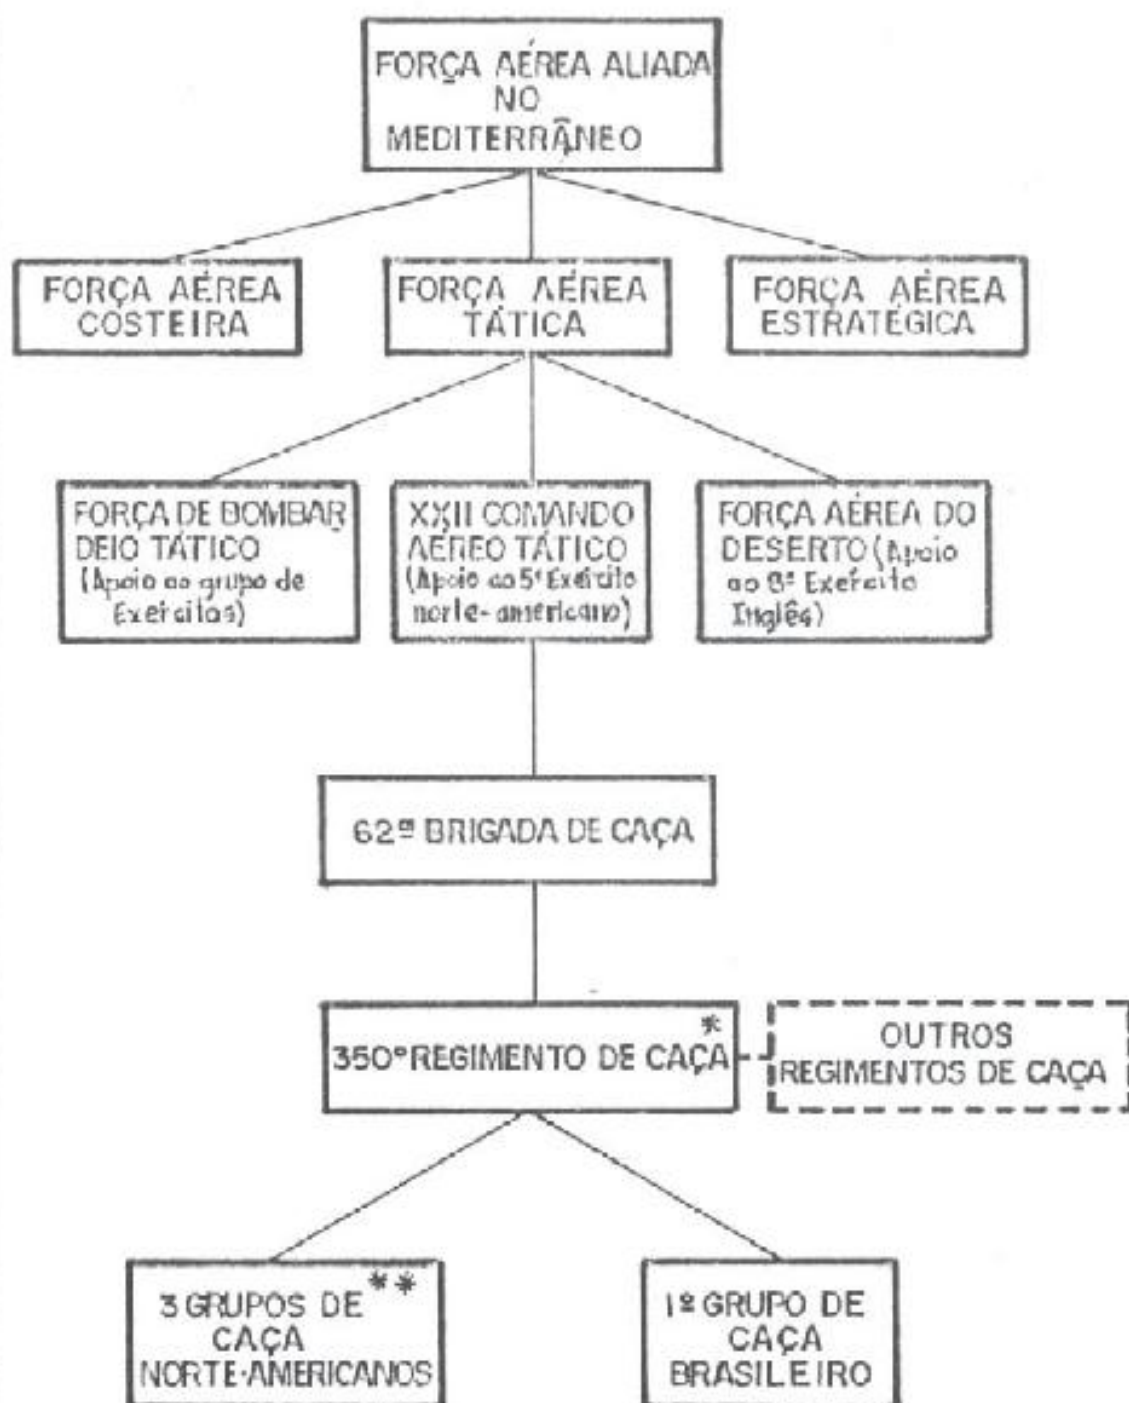 FORÇA AÉREA ALIADA
NO
MEDITERRÂNEO
FORÇA AÉREA
COSTEIRA
FORÇA AÉREA
TÁTICA
FORÇA AÉREA
ESTRATÉGICA
FORÇA DE BOMBAR
DEIO TÁTICO
(Apoio ao grupo de
Exércitos)
XXII COMANDO
AÉREO TÁTICO
(Apoio ao 5º Exército
norte-americano)
FORÇA AÉREA DO
DESERTO (Apoio
ao 8º Exército
Inglês)
62ª BRIGADA DE CAÇA
350º REGIMENTO DE CAÇA *
OUTROS
REGIMENTOS DE CAÇA
3 GRUPOS DE **
CAÇA
NORTE-AMERICANOS
1º GRUPO DE
CAÇA
BRASILEIRO